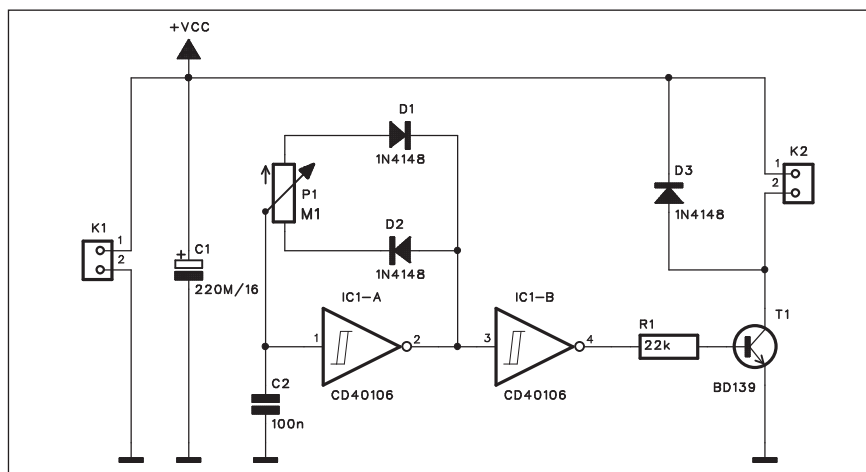 +VCC
D1
1N4148
P1
M1
D2
1N4148
K1
1
2
C1
+
220M/16
D3
1N4148
K2
1
2
IC1-A
1
2
CD40106
IC1-B
3
4
CD40106
R1
22k
T1
BD139
C2
100n